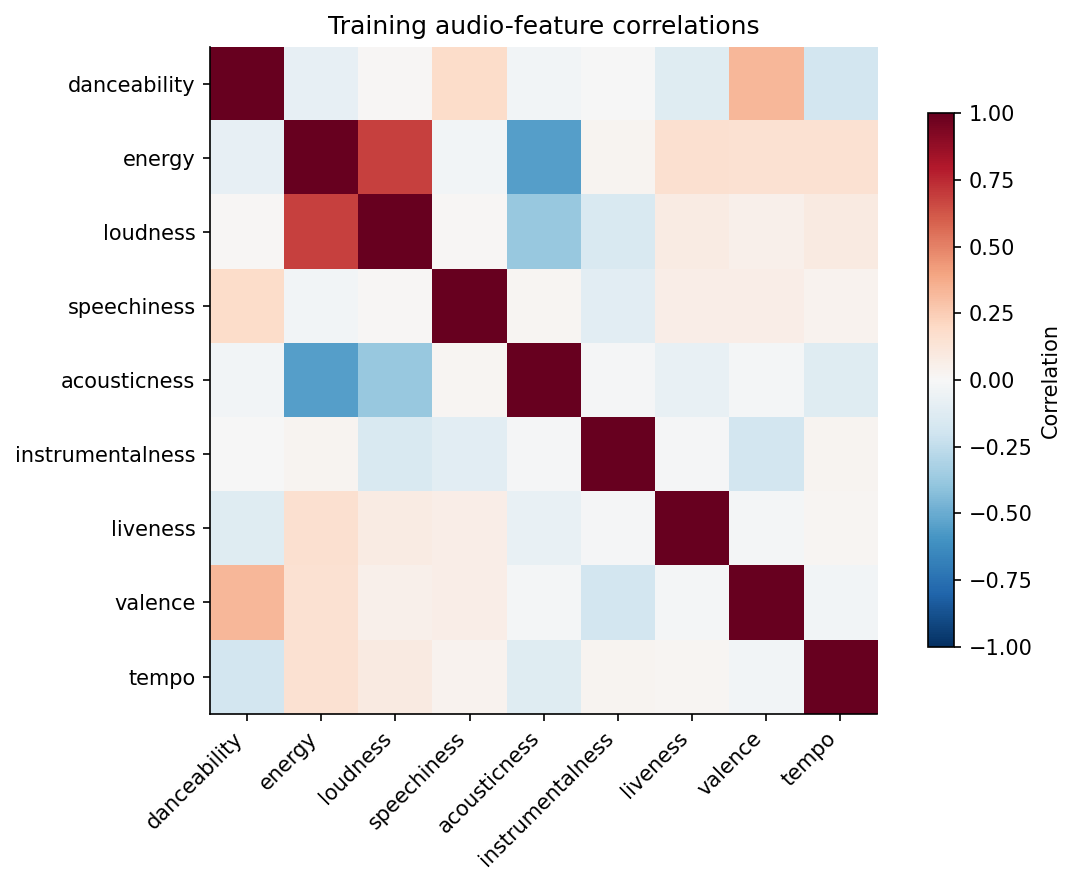 Training audio-feature correlations
danceability
energy
loudness
speechiness
acousticness
instrumentalness
liveness
valence
tempo
danceability
energy
loudness
speechiness
acousticness
instrumentalness
liveness
valence
tempo
1.00
0.75
0.50
0.25
0.00
−0.25
−0.50
−0.75
−1.00
Correlation